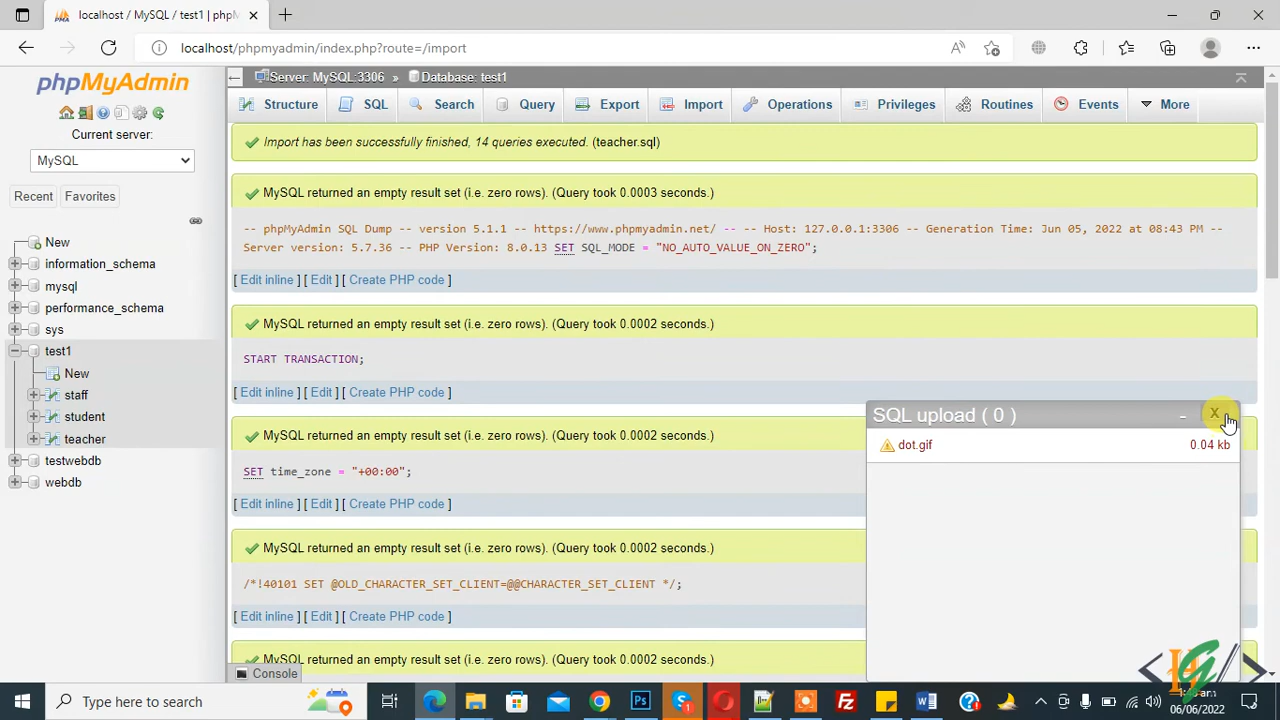 localhost / MySQL / test1 | phpM
localhost/phpmyadmin/index.php?route=/import
phpMyAdmin
Current server:
MySQL
Recent Favorites
New
information_schema
mysql
performance_schema
sys
test1
New
staff
student
teacher
testwebdb
webdb
Server: MySQL:3306 » Database: test1
Structure SQL Search Query Export Import Operations Privileges Routines Events More
Import has been successfully finished, 14 queries executed. (teacher.sql)
MySQL returned an empty result set (i.e. zero rows). (Query took 0.0003 seconds.)
-- phpMyAdmin SQL Dump -- version 5.1.1 -- https://www.phpmyadmin.net/ -- -- Host: 127.0.0.1:3306 -- Generation Time: Jun 05, 2022 at 08:43 PM --
Server version: 5.7.36 -- PHP Version: 8.0.13 SET SQL_MODE = "NO_AUTO_VALUE_ON_ZERO";
[ Edit inline ] [ Edit ] [ Create PHP code ]
MySQL returned an empty result set (i.e. zero rows). (Query took 0.0002 seconds.)
START TRANSACTION;
[ Edit inline ] [ Edit ] [ Create PHP code ]
MySQL returned an empty result set (i.e. zero rows). (Query took 0.0002 seconds.)
SET time_zone = "+00:00";
[ Edit inline ] [ Edit ] [ Create PHP code ]
MySQL returned an empty result set (i.e. zero rows). (Query took 0.0002 seconds.)
/*!40101 SET @OLD_CHARACTER_SET_CLIENT=@@CHARACTER_SET_CLIENT */;
[ Edit inline ] [ Edit ] [ Create PHP code ]
MySQL returned an empty result set (i.e. zero rows). (Query took 0.0002 seconds.)
SQL upload ( 0 ) - X
dot.gif 0.04 kb
Console
Type here to search
06/06/2022